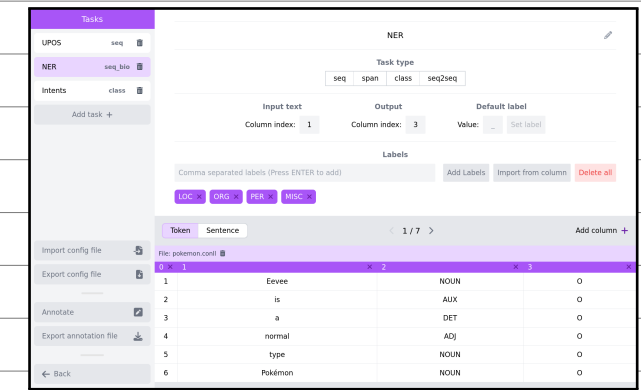 Tasks
UPOS seq
NER seq_bio
Intents class
Add task +
Import config file
Export config file
Annotate
Export annotation file
← Back
NER
Task type
seq span class seq2seq
Input text Output Default label
Column index: 1 Column index: 3 Value: _ Set label
Labels
Comma separated labels (Press ENTER to add) Add Labels Import from column Delete all
LOC × ORG × PER × MISC ×
Token Sentence < 1 / 7 > Add column +
File: pokemon.conll
0 × 1 × 2 × 3 ×
1 Eevee NOUN O
2 is AUX O
3 a DET O
4 normal ADJ O
5 type NOUN O
6 Pokémon NOUN O